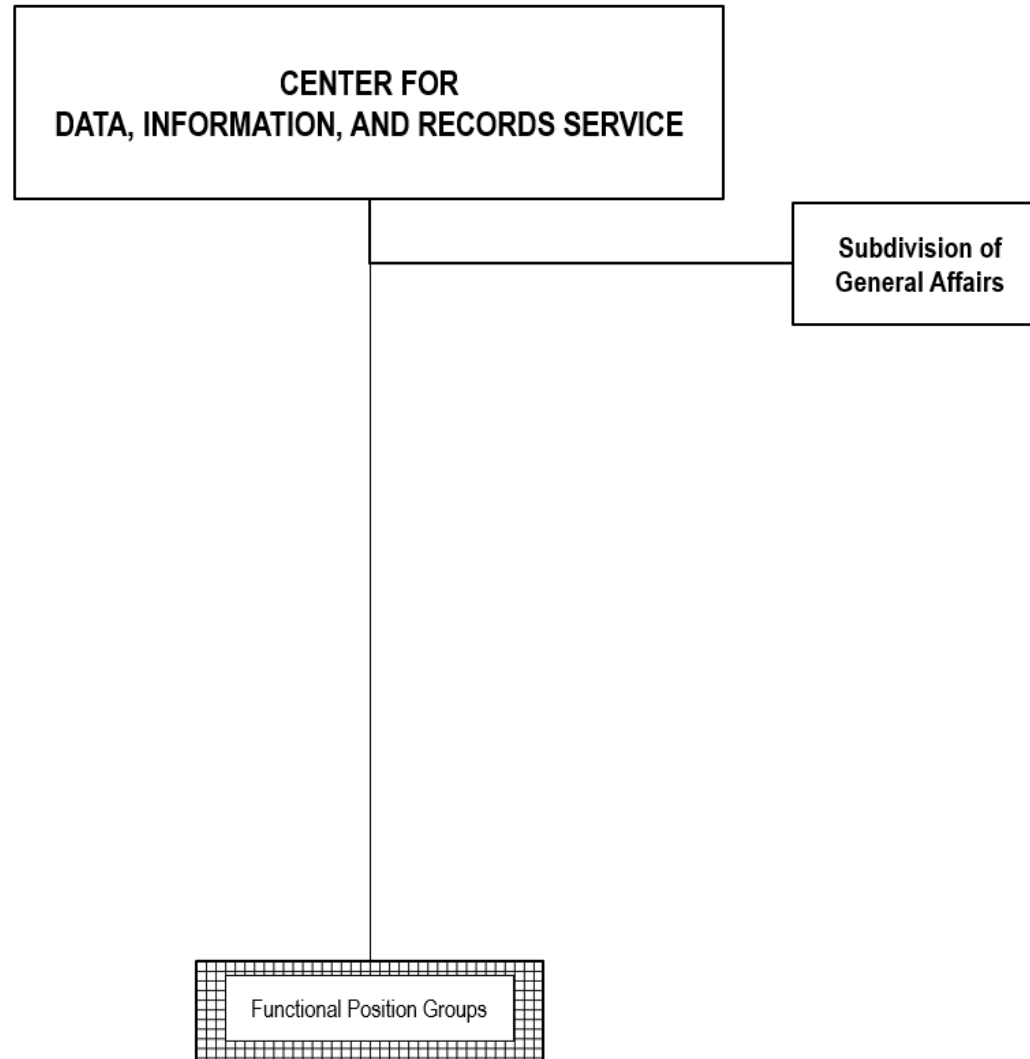 CENTER FOR
DATA, INFORMATION, AND RECORDS SERVICE
Subdivision of
General Affairs
Functional Position Groups